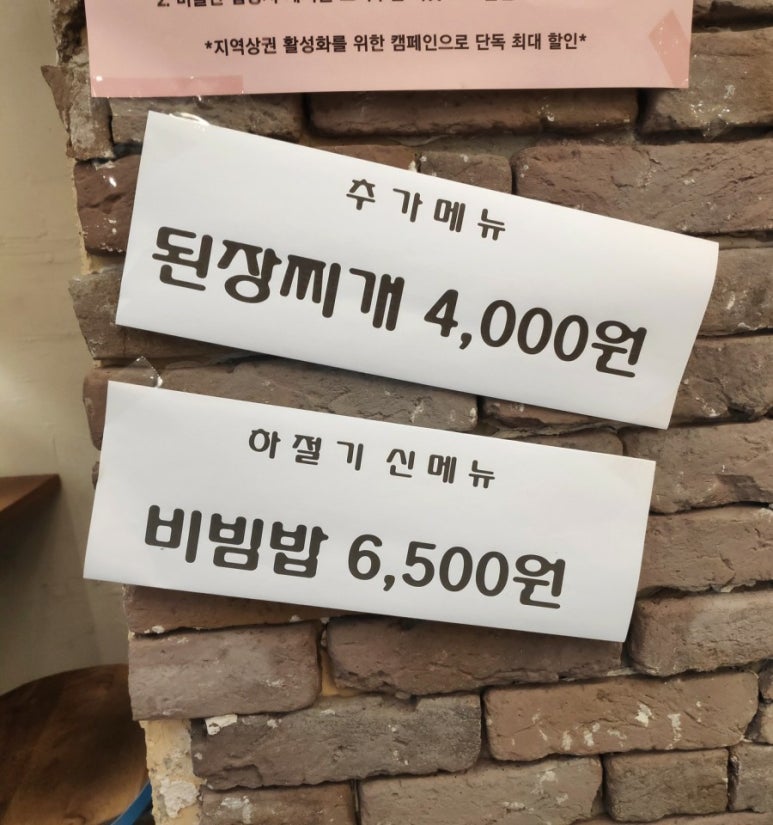 *지역상권 활성화를 위한 캠페인으로 단독 최대 할인*
추가메뉴
된장찌개 4,000원
하절기 신메뉴
비빔밥 6,500원